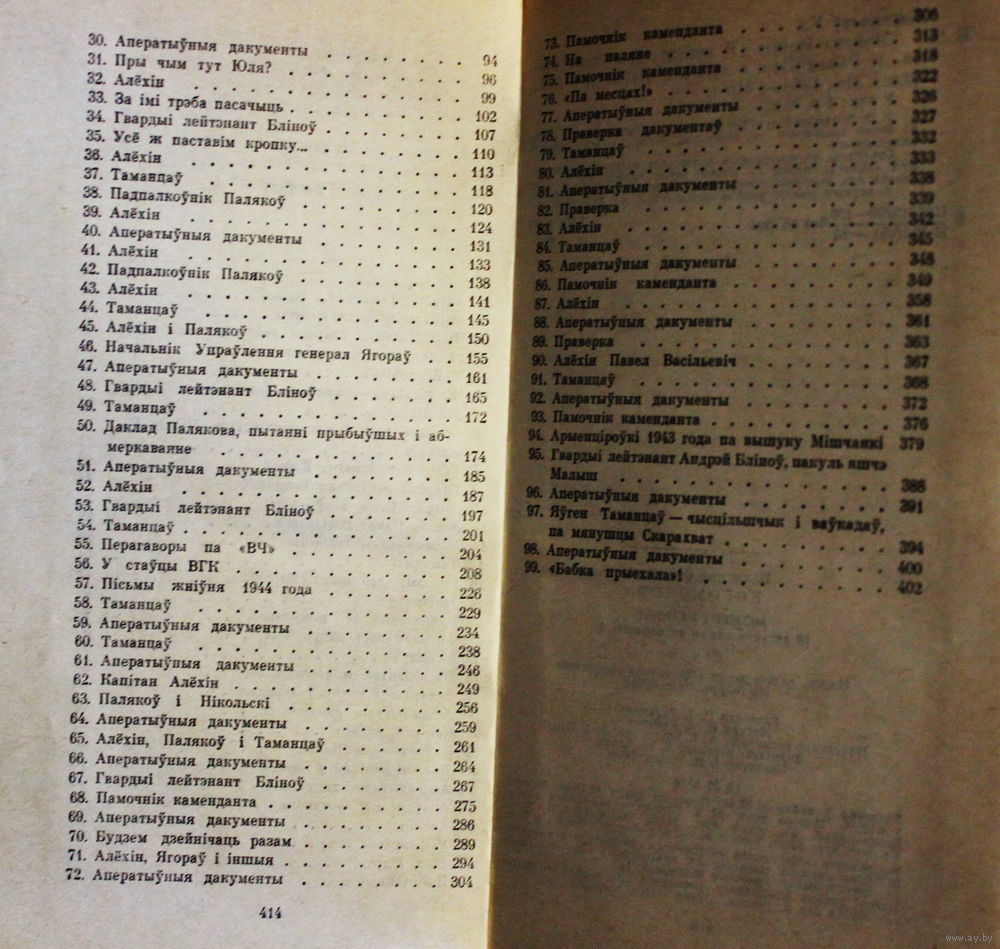 30. Аператыўныя дакументы . . . . . . . 94
31. Пры чым тут Юля? . . . . . . . . 96
32. Алёхін . . . . . . . . . . . 99
33. За імі трэба пасачыць . . . . . . . 102
34. Гвардыі лейтэнант Бліноў . . . . . . 107
35. Усё ж паставім кропку... . . . . . . 110
36. Алёхін . . . . . . . . . . . 113
37. Таманцаў . . . . . . . . . . 118
38. Падпалкоўнік Палякоў . . . . . . . 120
39. Алёхін . . . . . . . . . . . 124
40. Аператыўныя дакументы . . . . . . . 131
41. Алёхін . . . . . . . . . . . 133
42. Падпалкоўнік Палякоў . . . . . . . 138
43. Алёхін . . . . . . . . . . . 141
44. Таманцаў . . . . . . . . . . 145
45. Алёхін і Палякоў . . . . . . . . 150
46. Начальнік Упраўлення генерал Ягораў . . 155
47. Аператыўныя дакументы . . . . . . . 161
48. Гвардыі лейтэнант Бліноў . . . . . . 165
49. Таманцаў . . . . . . . . . . 172
50. Даклад Палякова, пытанні прыбыўшых і аб-
меркаванне . . . . . . . . . . 174
51. Аператыўныя дакументы . . . . . . . 185
52. Алёхін . . . . . . . . . . . 187
53. Гвардыі лейтэнант Бліноў . . . . . . 197
54. Таманцаў . . . . . . . . . . 201
55. Перагаворы па «ВЧ» . . . . . . . . 204
56. У стаўцы ВГК . . . . . . . . . 208
57. Пісьмы жніўня 1944 года . . . . . . 226
58. Таманцаў . . . . . . . . . . 229
59. Аператыўныя дакументы . . . . . . . 234
60. Таманцаў . . . . . . . . . . 238
61. Аператыўныя дакументы . . . . . . . 246
62. Капітан Алёхін . . . . . . . . . 249
63. Палякоў і Нікольскі . . . . . . . 256
64. Аператыўныя дакументы . . . . . . . 259
65. Алёхін, Палякоў і Таманцаў . . . . . 261
66. Аператыўныя дакументы . . . . . . . 264
67. Гвардыі лейтэнант Бліноў . . . . . . 267
68. Памочнік каменданта . . . . . . . 275
69. Аператыўныя дакументы . . . . . . . 286
70. Будзем дзейнічаць разам . . . . . . 289
71. Алёхін, Ягораў і іншыя . . . . . . 294
72. Аператыўныя дакументы . . . . . . . 304
414
306
73. Памочнік каменданта . . . . . . . 313
74. На паляне . . . . . . . . . . 318
75. Памочнік каменданта . . . . . . . 322
76. «Па месцах!» . . . . . . . . . 326
77. Аператыўныя дакументы . . . . . . . 327
78. Праверка дакументаў . . . . . . . 332
79. Таманцаў . . . . . . . . . . 333
80. Алёхін . . . . . . . . . . . 338
81. Аператыўныя дакументы . . . . . . . 339
82. Праверка . . . . . . . . . . 342
83. Алёхін . . . . . . . . . . . 345
84. Таманцаў . . . . . . . . . . 348
85. Аператыўныя дакументы . . . . . . . 349
86. Памочнік каменданта . . . . . . . 358
87. Алёхін . . . . . . . . . . . 361
88. Аператыўныя дакументы . . . . . . . 363
89. Праверка . . . . . . . . . . 367
90. Алёхін Павел Васільевіч . . . . . . 368
91. Таманцаў . . . . . . . . . . 372
92. Аператыўныя дакументы . . . . . . . 376
93. Памочнік каменданта . . . . . . .
94. Арыенціроўкі 1943 года па вышуку Мішчанкі 379
95. Гвардыі лейтэнант Андрэй Бліноў, пакуль яшчэ
Малыш . . . . . . . . . . . 388
96. Аператыўныя дакументы . . . . . . . 391
97. Яўген Таманцаў — чысцільшчык і ваўкадаў,
па мянушцы Скарахват . . . . . . . 394
98. Аператыўныя дакументы . . . . . . . 400
99. «Бабка прыехала»! . . . . . . . . 402
www.ay.by